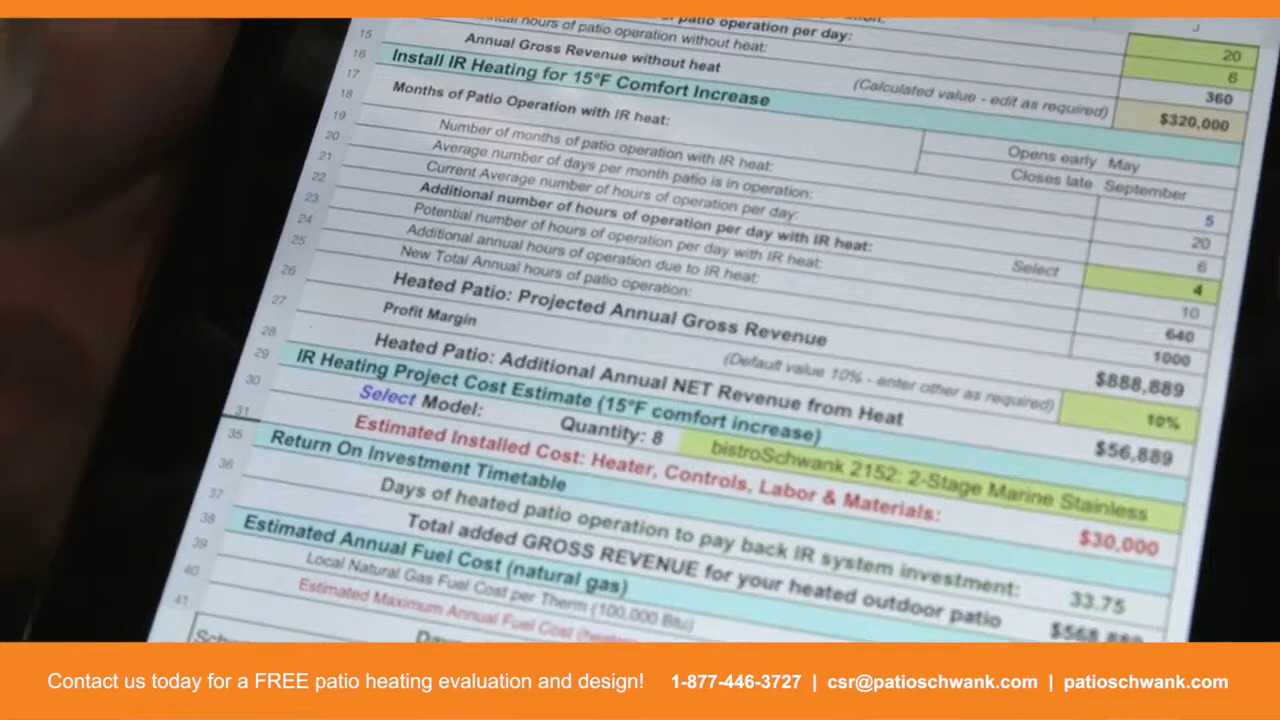 of patio operation per day: 20
hours of patio operation without heat: 6
15 Annual Gross Revenue without heat 360
16 Install IR Heating for 15°F Comfort Increase (Calculated value - edit as required) $320,000
17
18 Months of Patio Operation with IR heat:
19 Number of months of patio operation with IR heat: Opens early May
20 Average number of days per month patio is in operation: Closes late September
21 Current Average number of hours of operation per day: 5
22 Additional number of hours of operation per day with IR heat: 20
23 Potential number of hours of operation per day with IR heat: 6
24 Additional annual hours of operation due to IR heat: Select 4
25 New Total Annual hours of patio operation: 10
640
26 Heated Patio: Projected Annual Gross Revenue 1000
27 Profit Margin $888,889
28 Heated Patio: Additional Annual NET Revenue from Heat (Default value 10% - enter other as required) 10%
29 IR Heating Project Cost Estimate (15°F comfort increase) $56,889
30 Select Model: Quantity: 8 bistroSchwank 2152: 2-Stage Marine Stainless
31 Estimated Installed Cost: Heater, Controls, Labor & Materials: $30,000
35 Return On Investment Timetable
36 Days of heated patio operation to pay back IR system investment: 33.75
37 Total added GROSS REVENUE for your heated outdoor patio
38 Estimated Annual Fuel Cost (natural gas)
39 Local Natural Gas Fuel Cost per Therm (100,000 Btu)
40 Estimated Maximum Annual Fuel Cost
41
Contact us today for a FREE patio heating evaluation and design! 1-877-446-3727 | csr@patioschwank.com | patioschwank.com